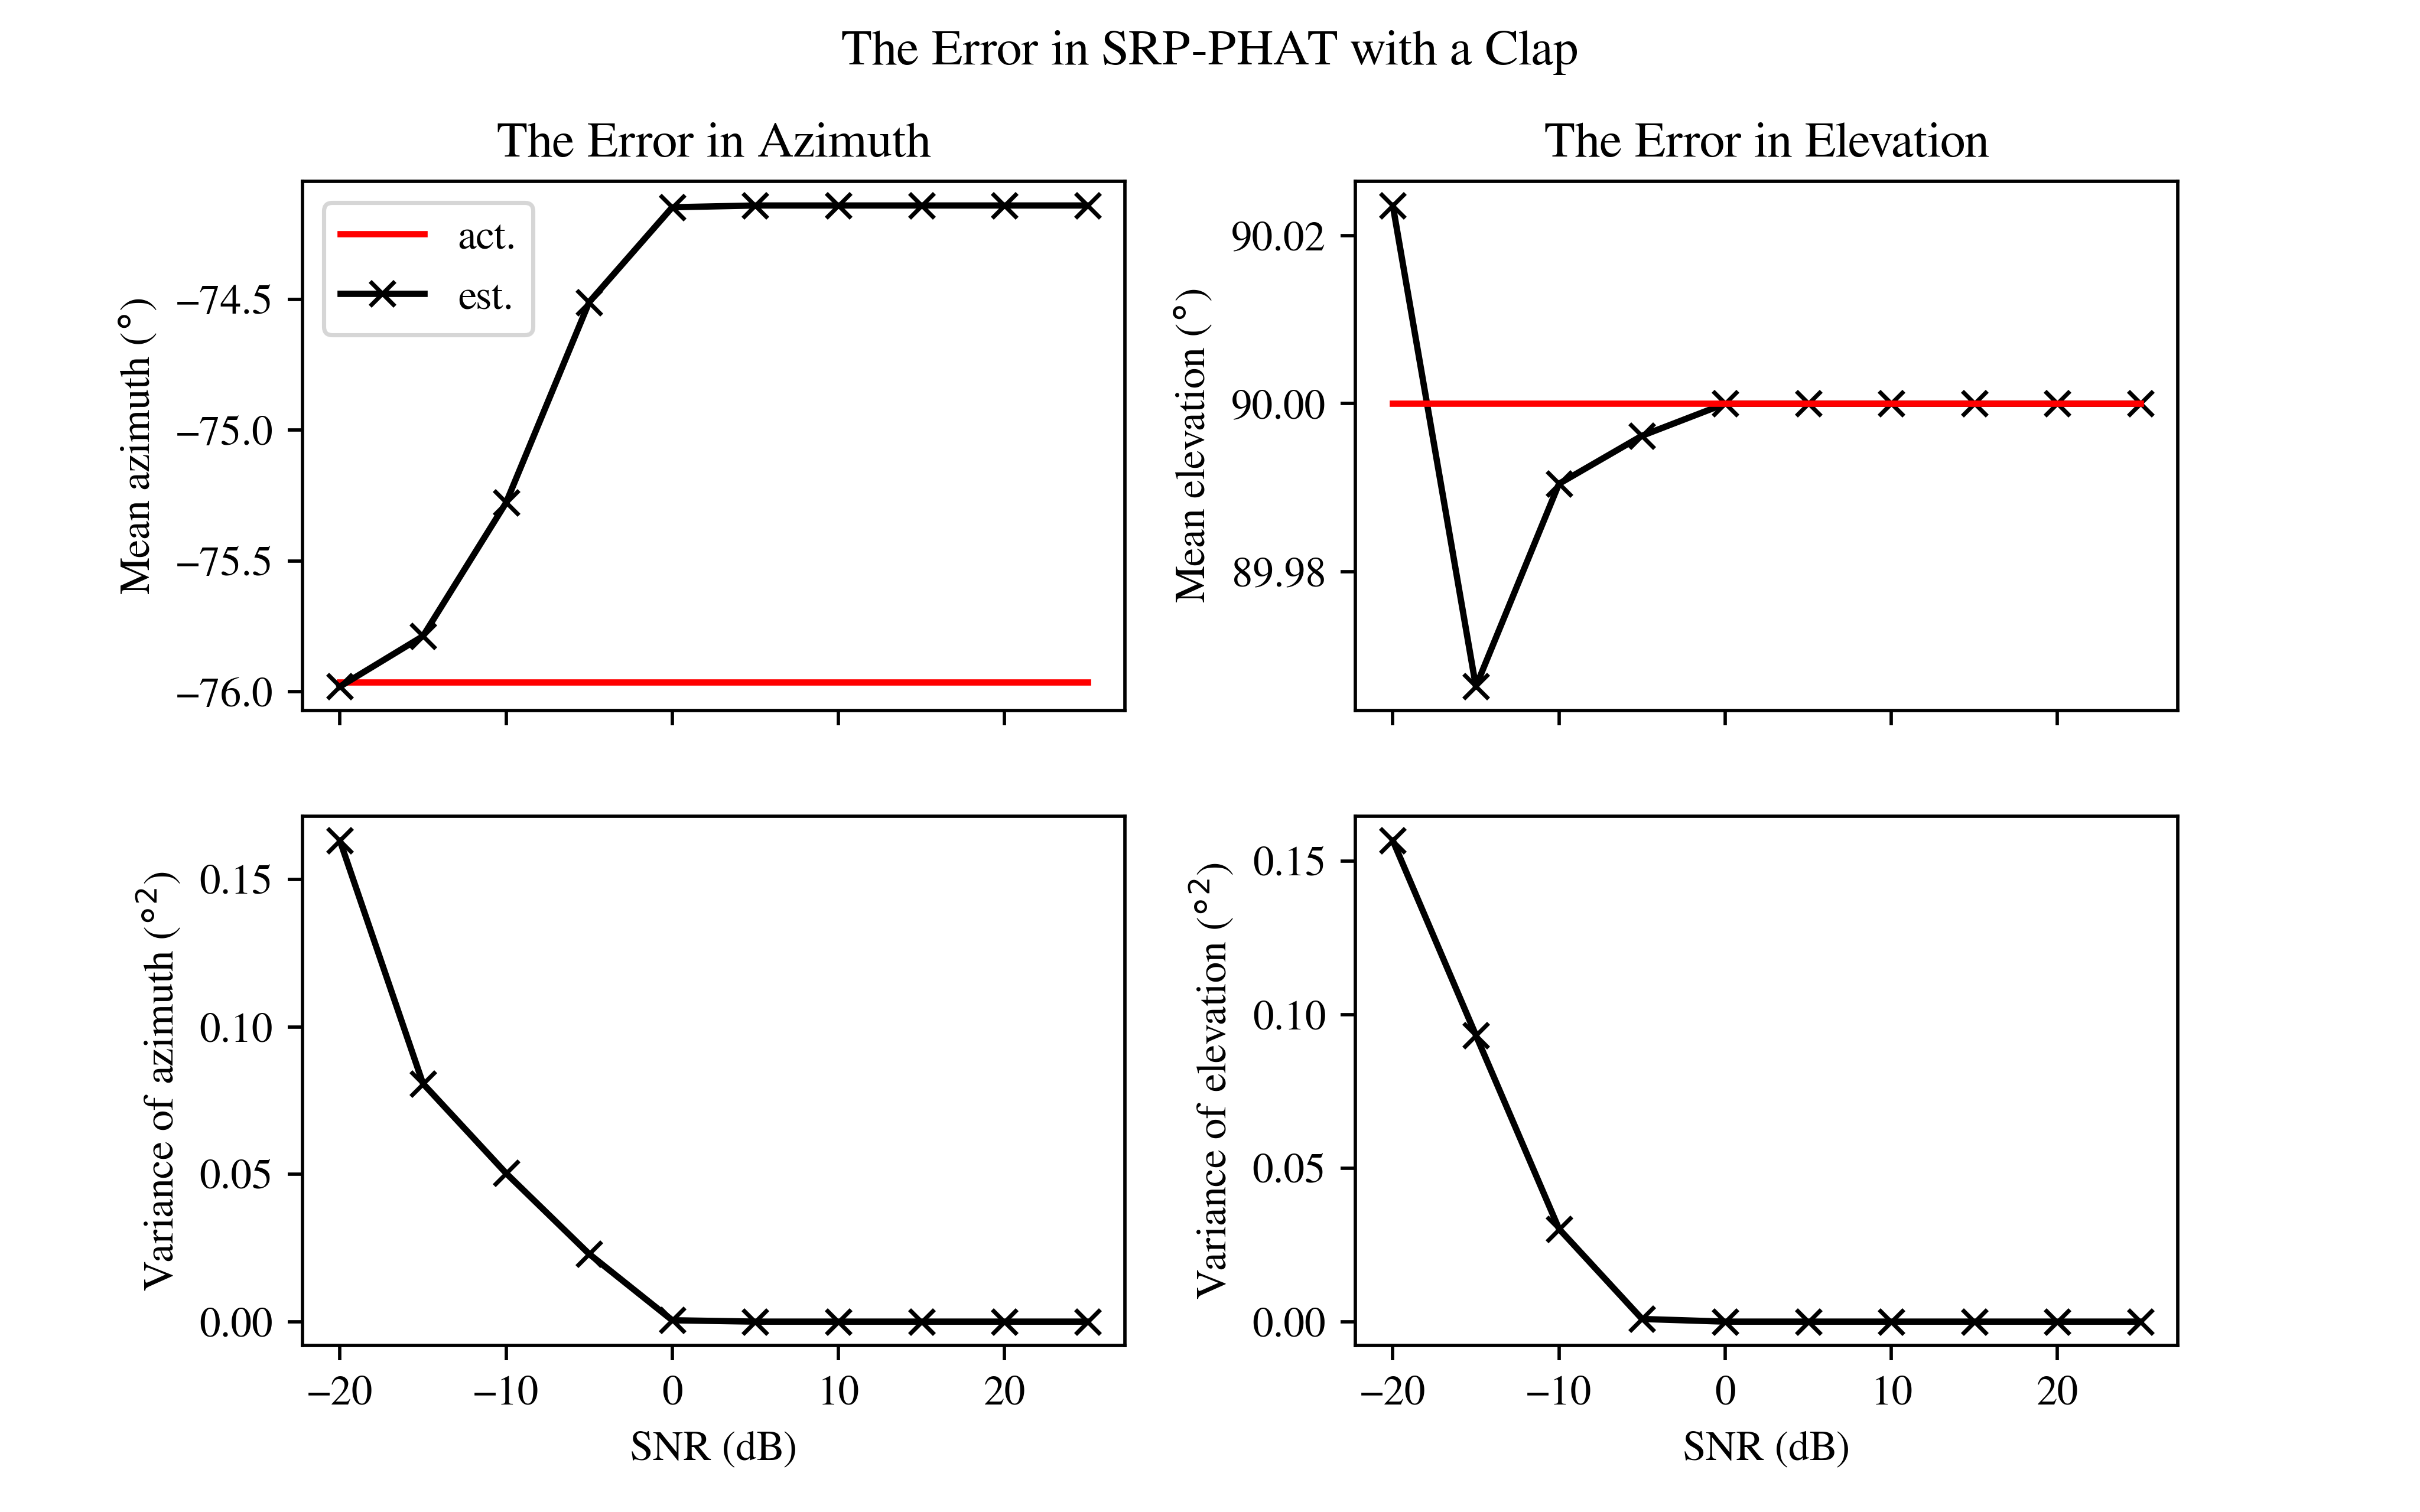 The Error in SRP-PHAT with a Clap
The Error in Azimuth
act.
est.
Mean azimuth (°)
−74.5
−75.0
−75.5
−76.0
The Error in Elevation
Mean elevation (°)
90.02
90.00
89.98
Variance of azimuth (°²)
0.15
0.10
0.05
0.00
−20 −10 0 10 20
SNR (dB)
Variance of elevation (°²)
0.15
0.10
0.05
0.00
−20 −10 0 10 20
SNR (dB)